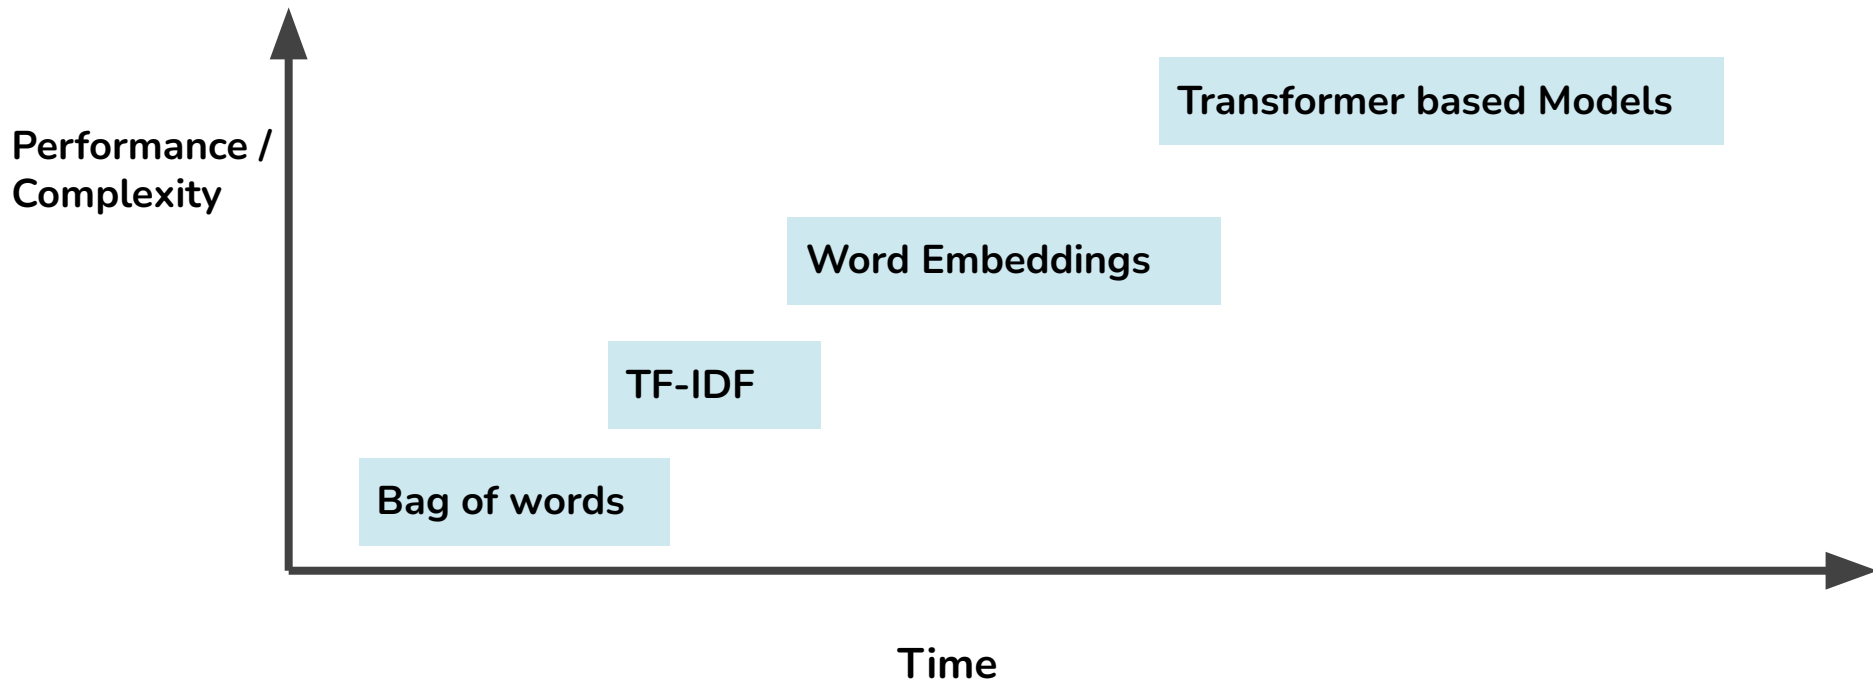 Transformer based Models
Performance /
Complexity
Word Embeddings
TF-IDF
Bag of words
Time